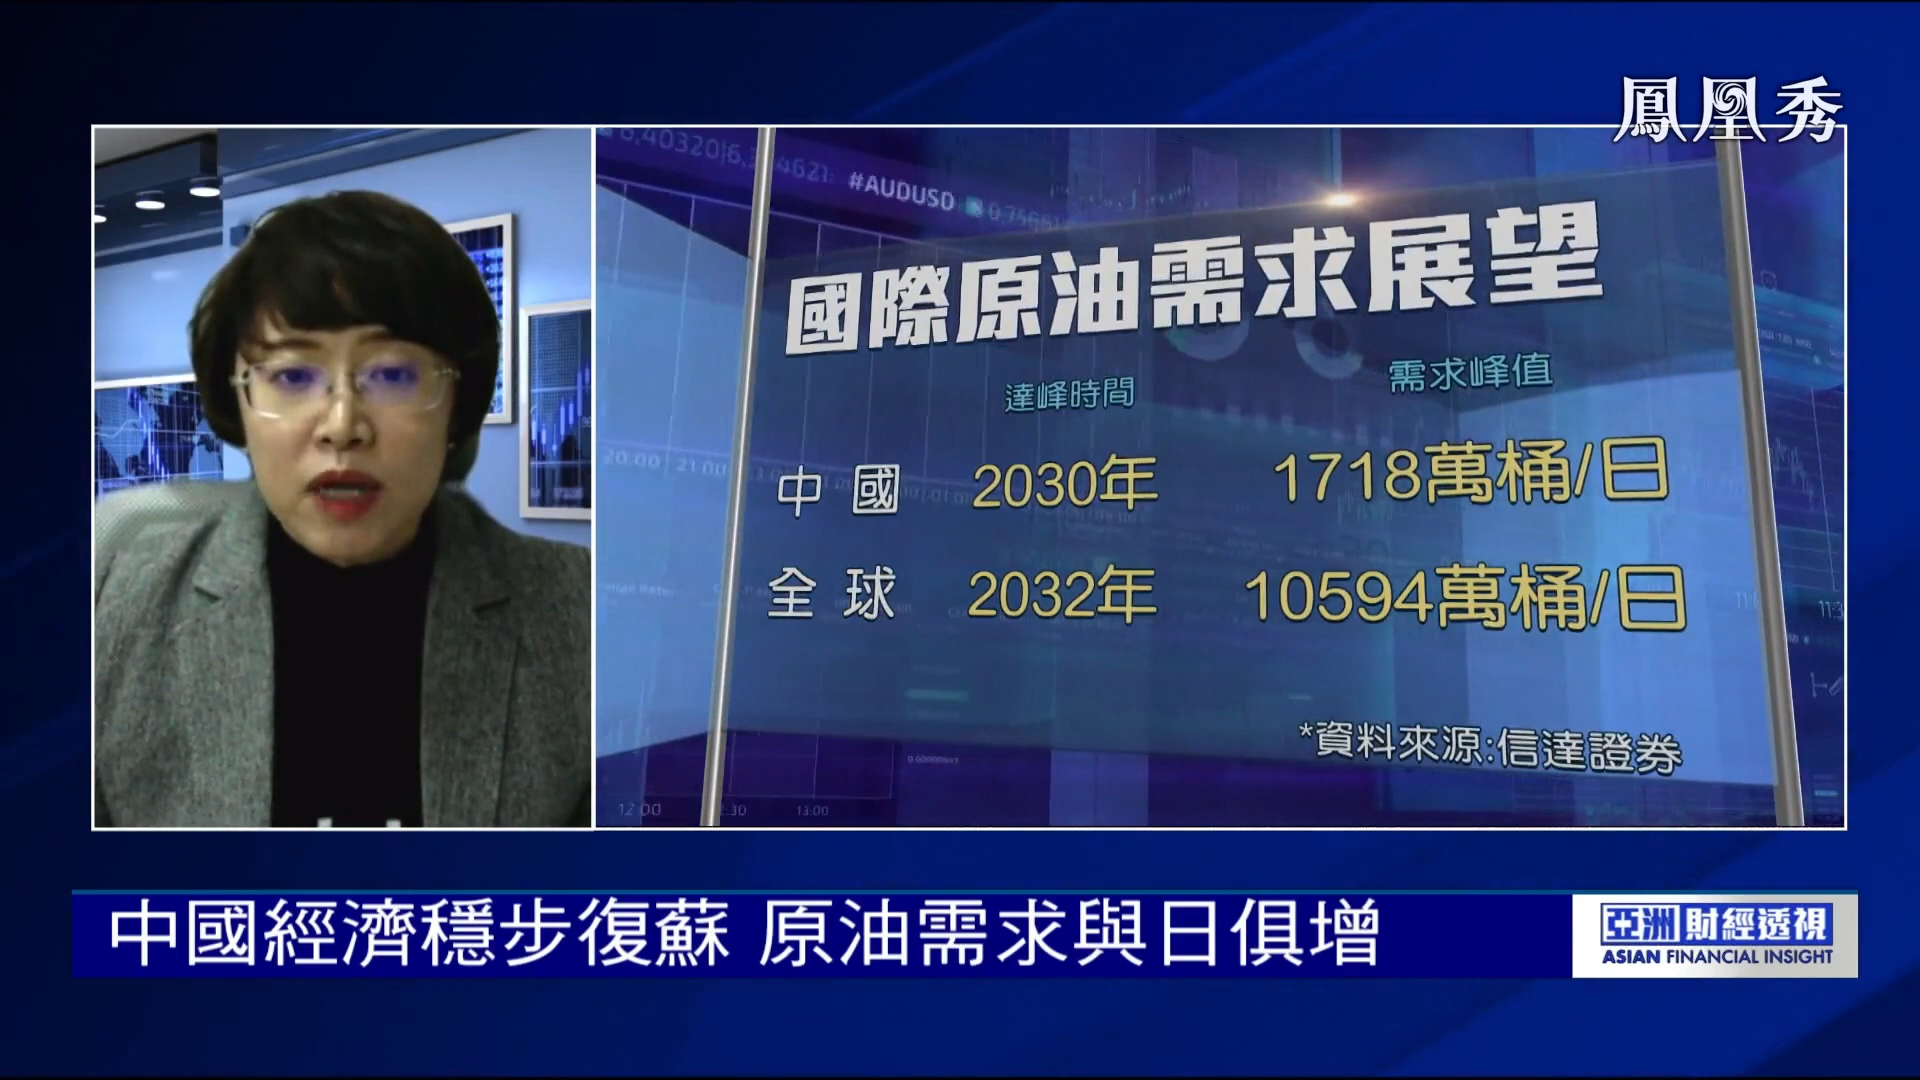 鳳凰秀
#AUDUSD
國際原油需求展望
達峰時間 需求峰值
中國 2030年 1718萬桶/日
全球 2032年 10594萬桶/日
*資料來源:信達證券
12:00 13:00
中國經濟穩步復蘇 原油需求與日俱增
亞洲財經透視
ASIAN FINANCIAL INSIGHT